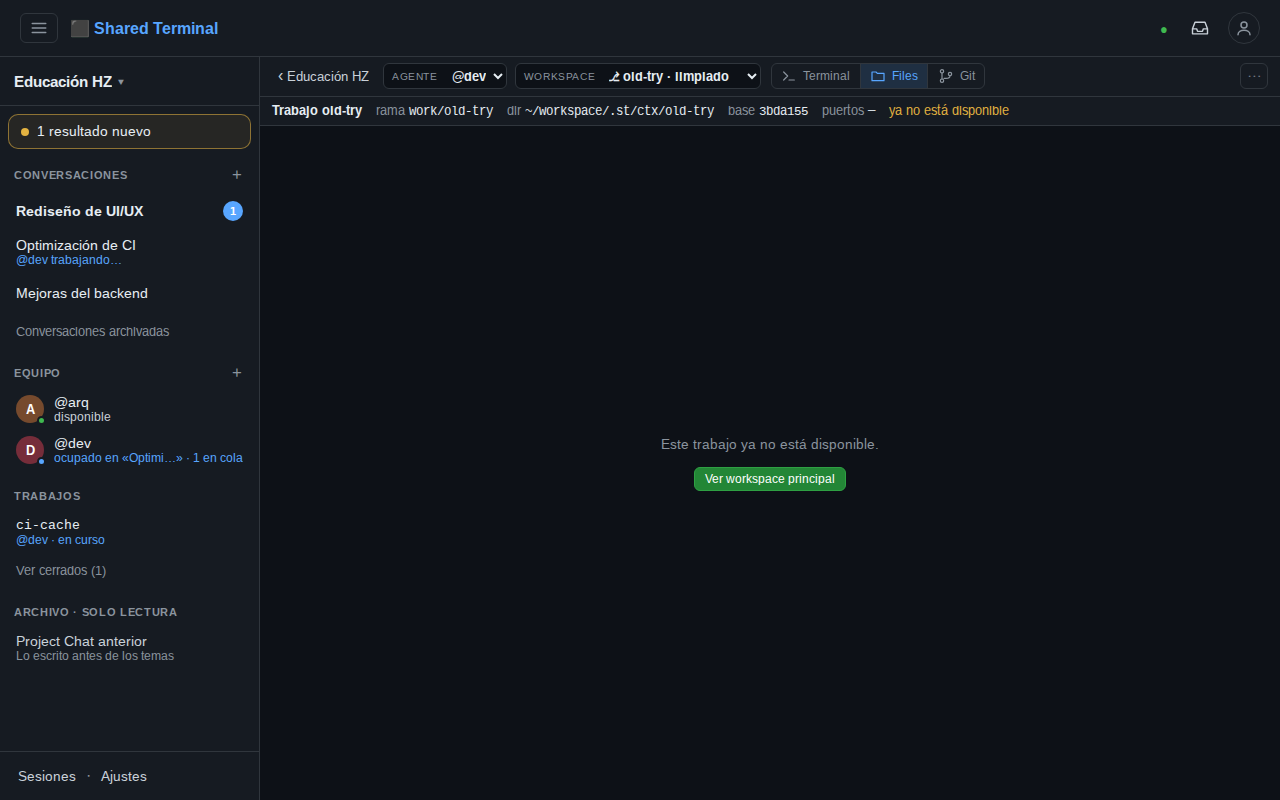 Shared Terminal
Educación HZ ▾
‹ Educación HZ
AGENTE @dev
WORKSPACE ⎇ old-try · limpiado
Terminal
Files
Git
···
Trabajo old-try rama work/old-try dir ~/workspace/.st/ctx/old-try base 3bda155 puertos — ya no está disponible
1 resultado nuevo
CONVERSACIONES +
Rediseño de UI/UX 1
Optimización de CI
@dev trabajando…
Mejoras del backend
Conversaciones archivadas
EQUIPO +
A @arq
disponible
D @dev
ocupado en «Optimi…» · 1 en cola
TRABAJOS
ci-cache
@dev · en curso
Ver cerrados (1)
ARCHIVO · SOLO LECTURA
Project Chat anterior
Lo escrito antes de los temas
Sesiones · Ajustes
Este trabajo ya no está disponible.
Ver workspace principal